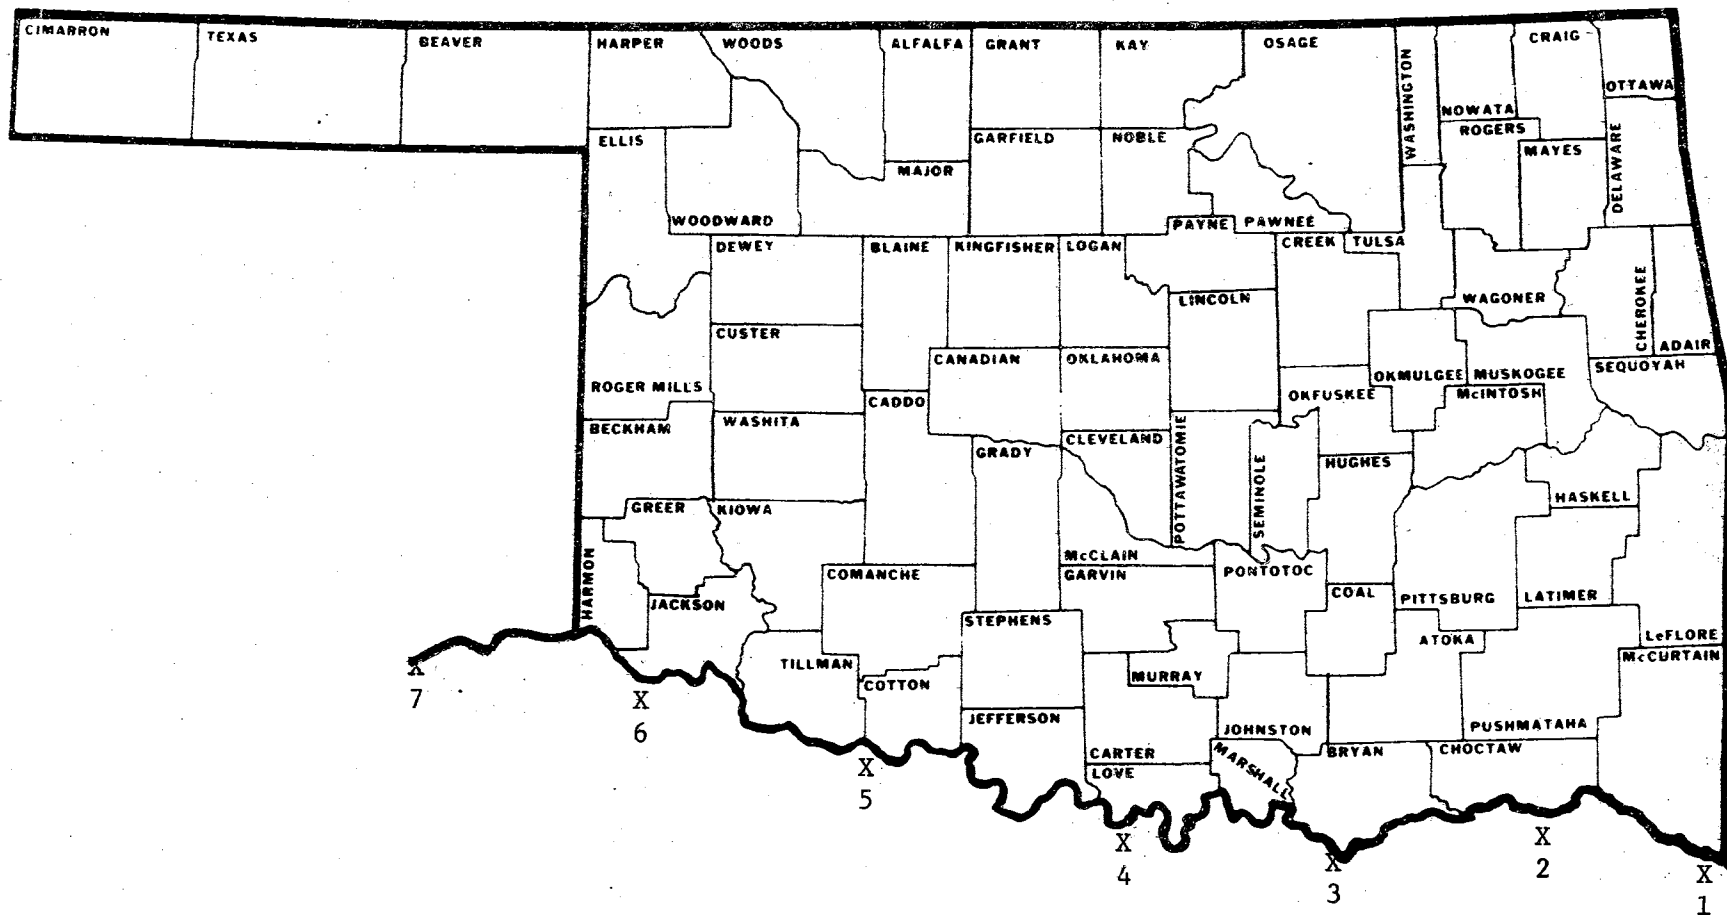 CIMARRON
TEXAS
BEAVER
HARPER
WOODS
ALFALFA
GRANT
KAY
OSAGE
WASHINGTON
NOWATA
CRAIG
OTTAWA
ROGERS
MAYES
DELAWARE
ELLIS
WOODWARD
MAJOR
GARFIELD
NOBLE
PAYNE
PAWNEE
CREEK
TULSA
DEWEY
BLAINE
KINGFISHER
LOGAN
LINCOLN
WAGONER
CHEROKEE
ADAIR
CUSTER
CANADIAN
OKLAHOMA
ROGER MILLS
CADDO
OKFUSKEE
OKMULGEE
MUSKOGEE
McINTOSH
SEQUOYAH
BECKHAM
WASHITA
GRADY
CLEVELAND
POTTAWATOMIE
SEMINOLE
HUGHES
HASKELL
GREER
KIOWA
HARMON
JACKSON
COMANCHE
McCLAIN
GARVIN
PONTOTOC
COAL
PITTSBURG
LATIMER
LeFLORE
McCURTAIN
STEPHENS
TILLMAN
COTTON
MURRAY
ATOKA
JEFFERSON
CARTER
LOVE
JOHNSTON
MARSHALL
BRYAN
PUSHMATAHA
CHOCTAW
X
7
X
6
X
5
X
4
X
3
X
2
X
1